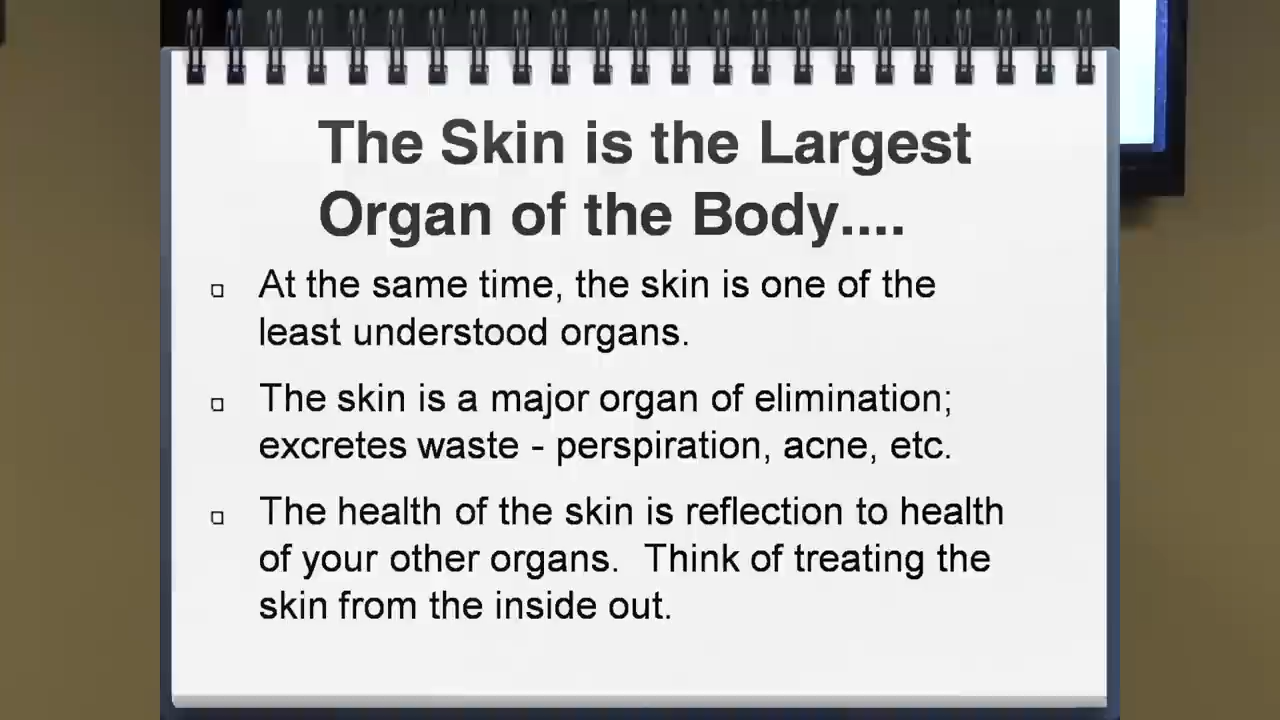 The Skin is the Largest
Organ of the Body....
At the same time, the skin is one of the
least understood organs.
The skin is a major organ of elimination;
excretes waste - perspiration, acne, etc.
The health of the skin is reflection to health
of your other organs.  Think of treating the
skin from the inside out.